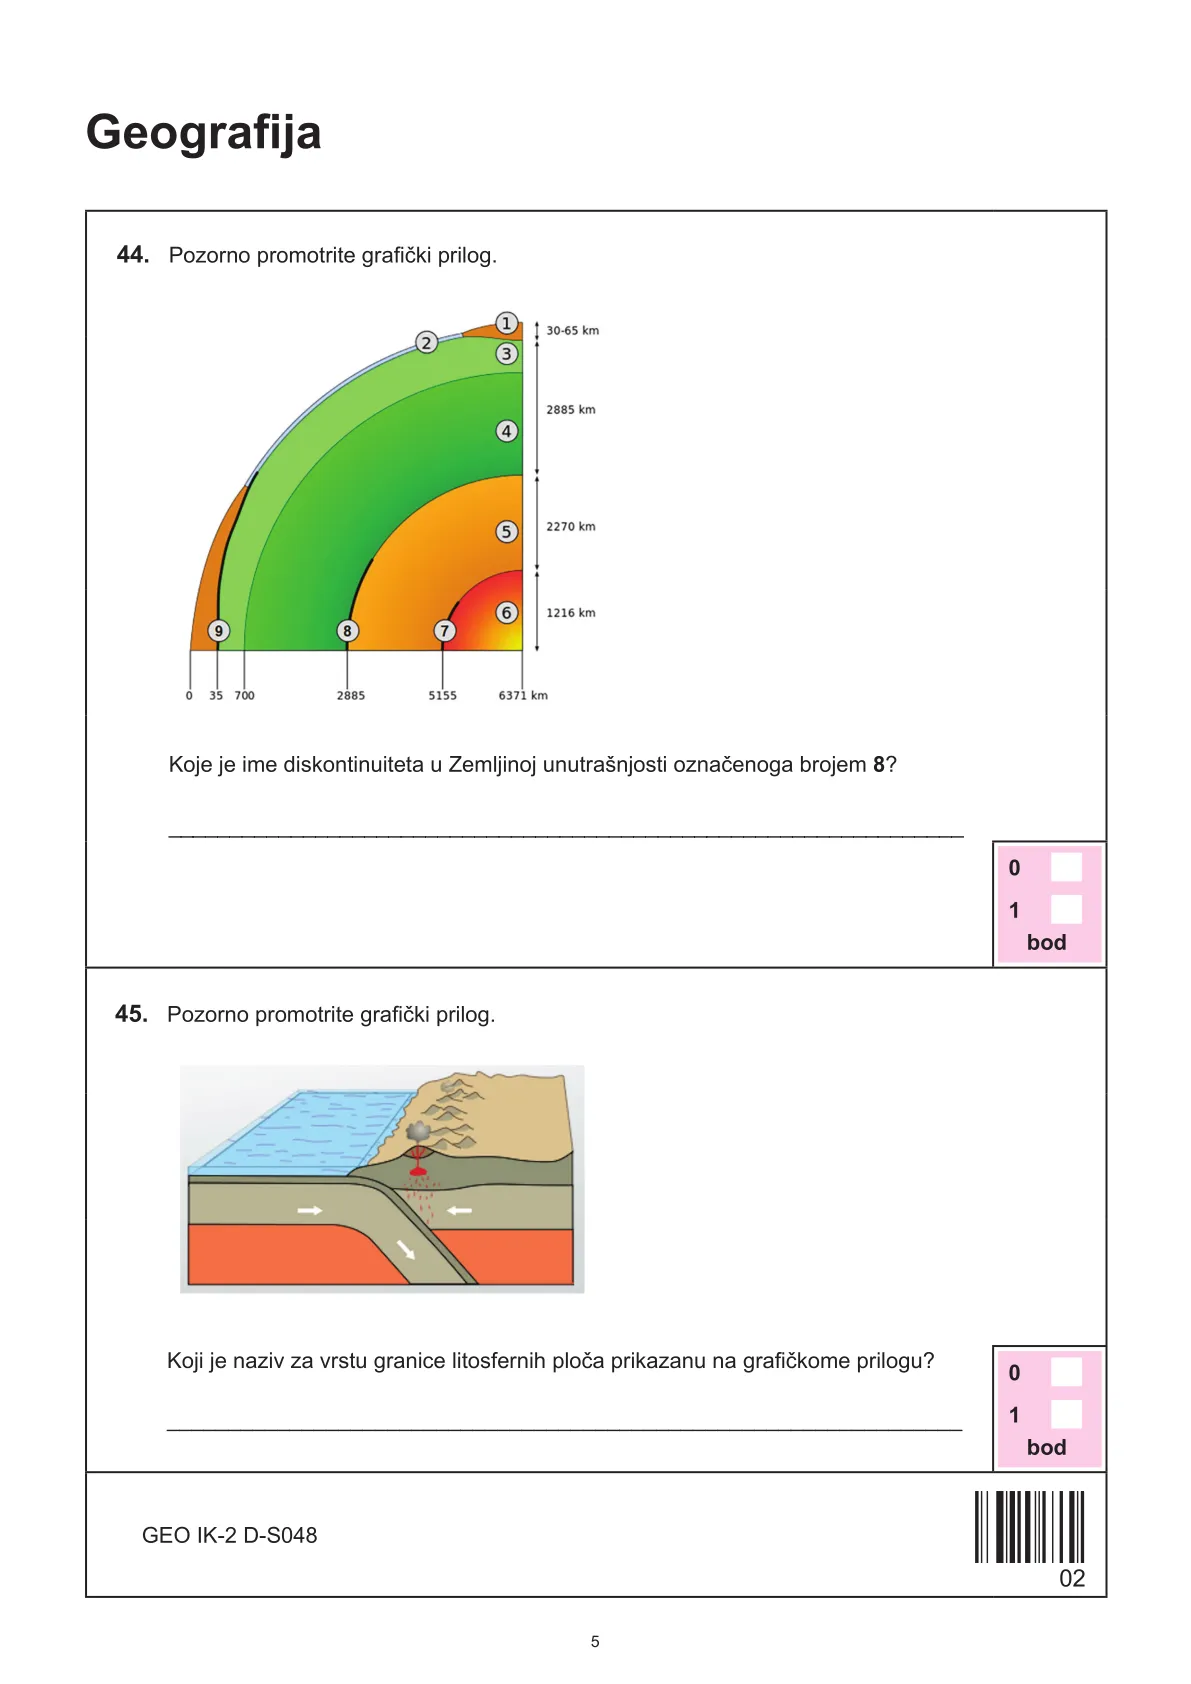 Geografija
44. Pozorno promotrite grafički prilog.
1
2
3
4
5
6
7
8
9
30-65 km
2885 km
2270 km
1216 km
0 35 700 2885 5155 6371 km
Koje je ime diskontinuiteta u Zemljinoj unutrašnjosti označenoga brojem 8?
0
1
bod
45. Pozorno promotrite grafički prilog.
Koji je naziv za vrstu granice litosfernih ploča prikazanu na grafičkome prilogu?
0
1
bod
GEO IK-2 D-S048
02
5